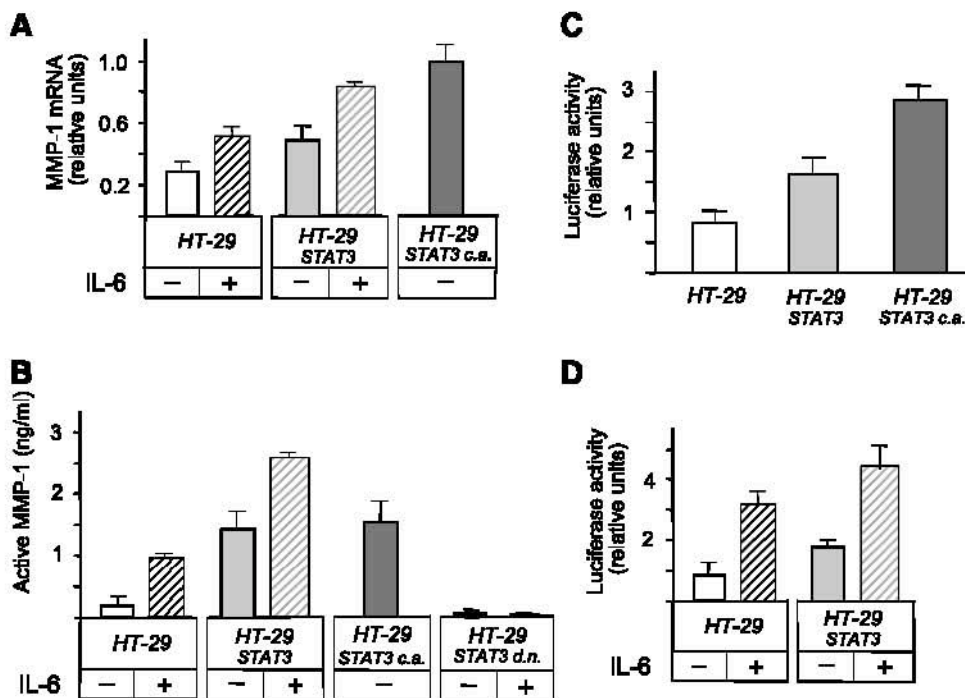 A
MMP-1 mRNA
(relative units)
1.0
0.6
0.2
HT-29
HT-29
STAT3
HT-29
STAT3 c.a.
IL-6
− + − + −
C
Luciferase activity
(relative units)
3
2
1
HT-29
HT-29
STAT3
HT-29
STAT3 c.a.
B
Active MMP-1 (ng/ml)
3
2
1
HT-29
HT-29
STAT3
HT-29
STAT3 c.a.
HT-29
STAT3 d.n.
IL-6
− + − + − − +
D
Luciferase activity
(relative units)
4
2
HT-29
HT-29
STAT3
IL-6
− + − +